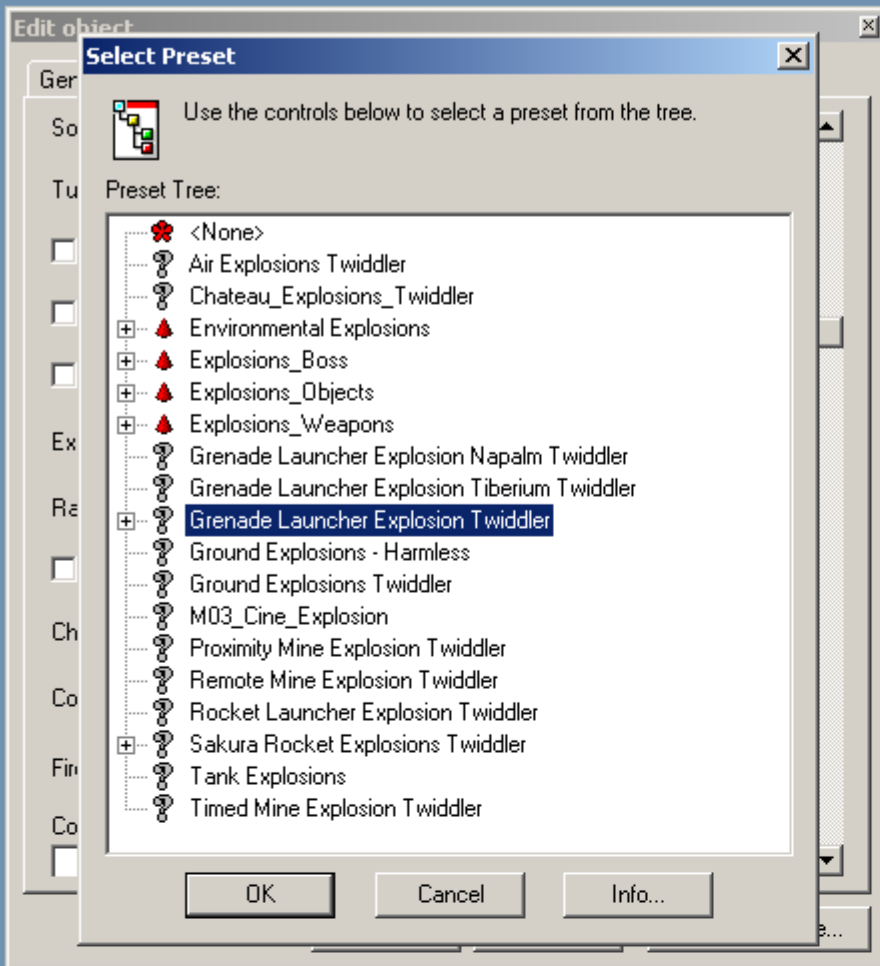 Edit object
Select Preset
Ger
Use the controls below to select a preset from the tree.
So
Tu
Preset Tree:
<None>
Air Explosions Twiddler
Chateau_Explosions_Twiddler
Environmental Explosions
Explosions_Boss
Explosions_Objects
Explosions_Weapons
Ex
Grenade Launcher Explosion Napalm Twiddler
Grenade Launcher Explosion Tiberium Twiddler
Ra
Grenade Launcher Explosion Twiddler
Ground Explosions - Harmless
Ground Explosions Twiddler
M03_Cine_Explosion
Ch
Proximity Mine Explosion Twiddler
Remote Mine Explosion Twiddler
Co
Rocket Launcher Explosion Twiddler
Sakura Rocket Explosions Twiddler
Fir
Tank Explosions
Timed Mine Explosion Twiddler
Co
OK
Cancel
Info...
e...